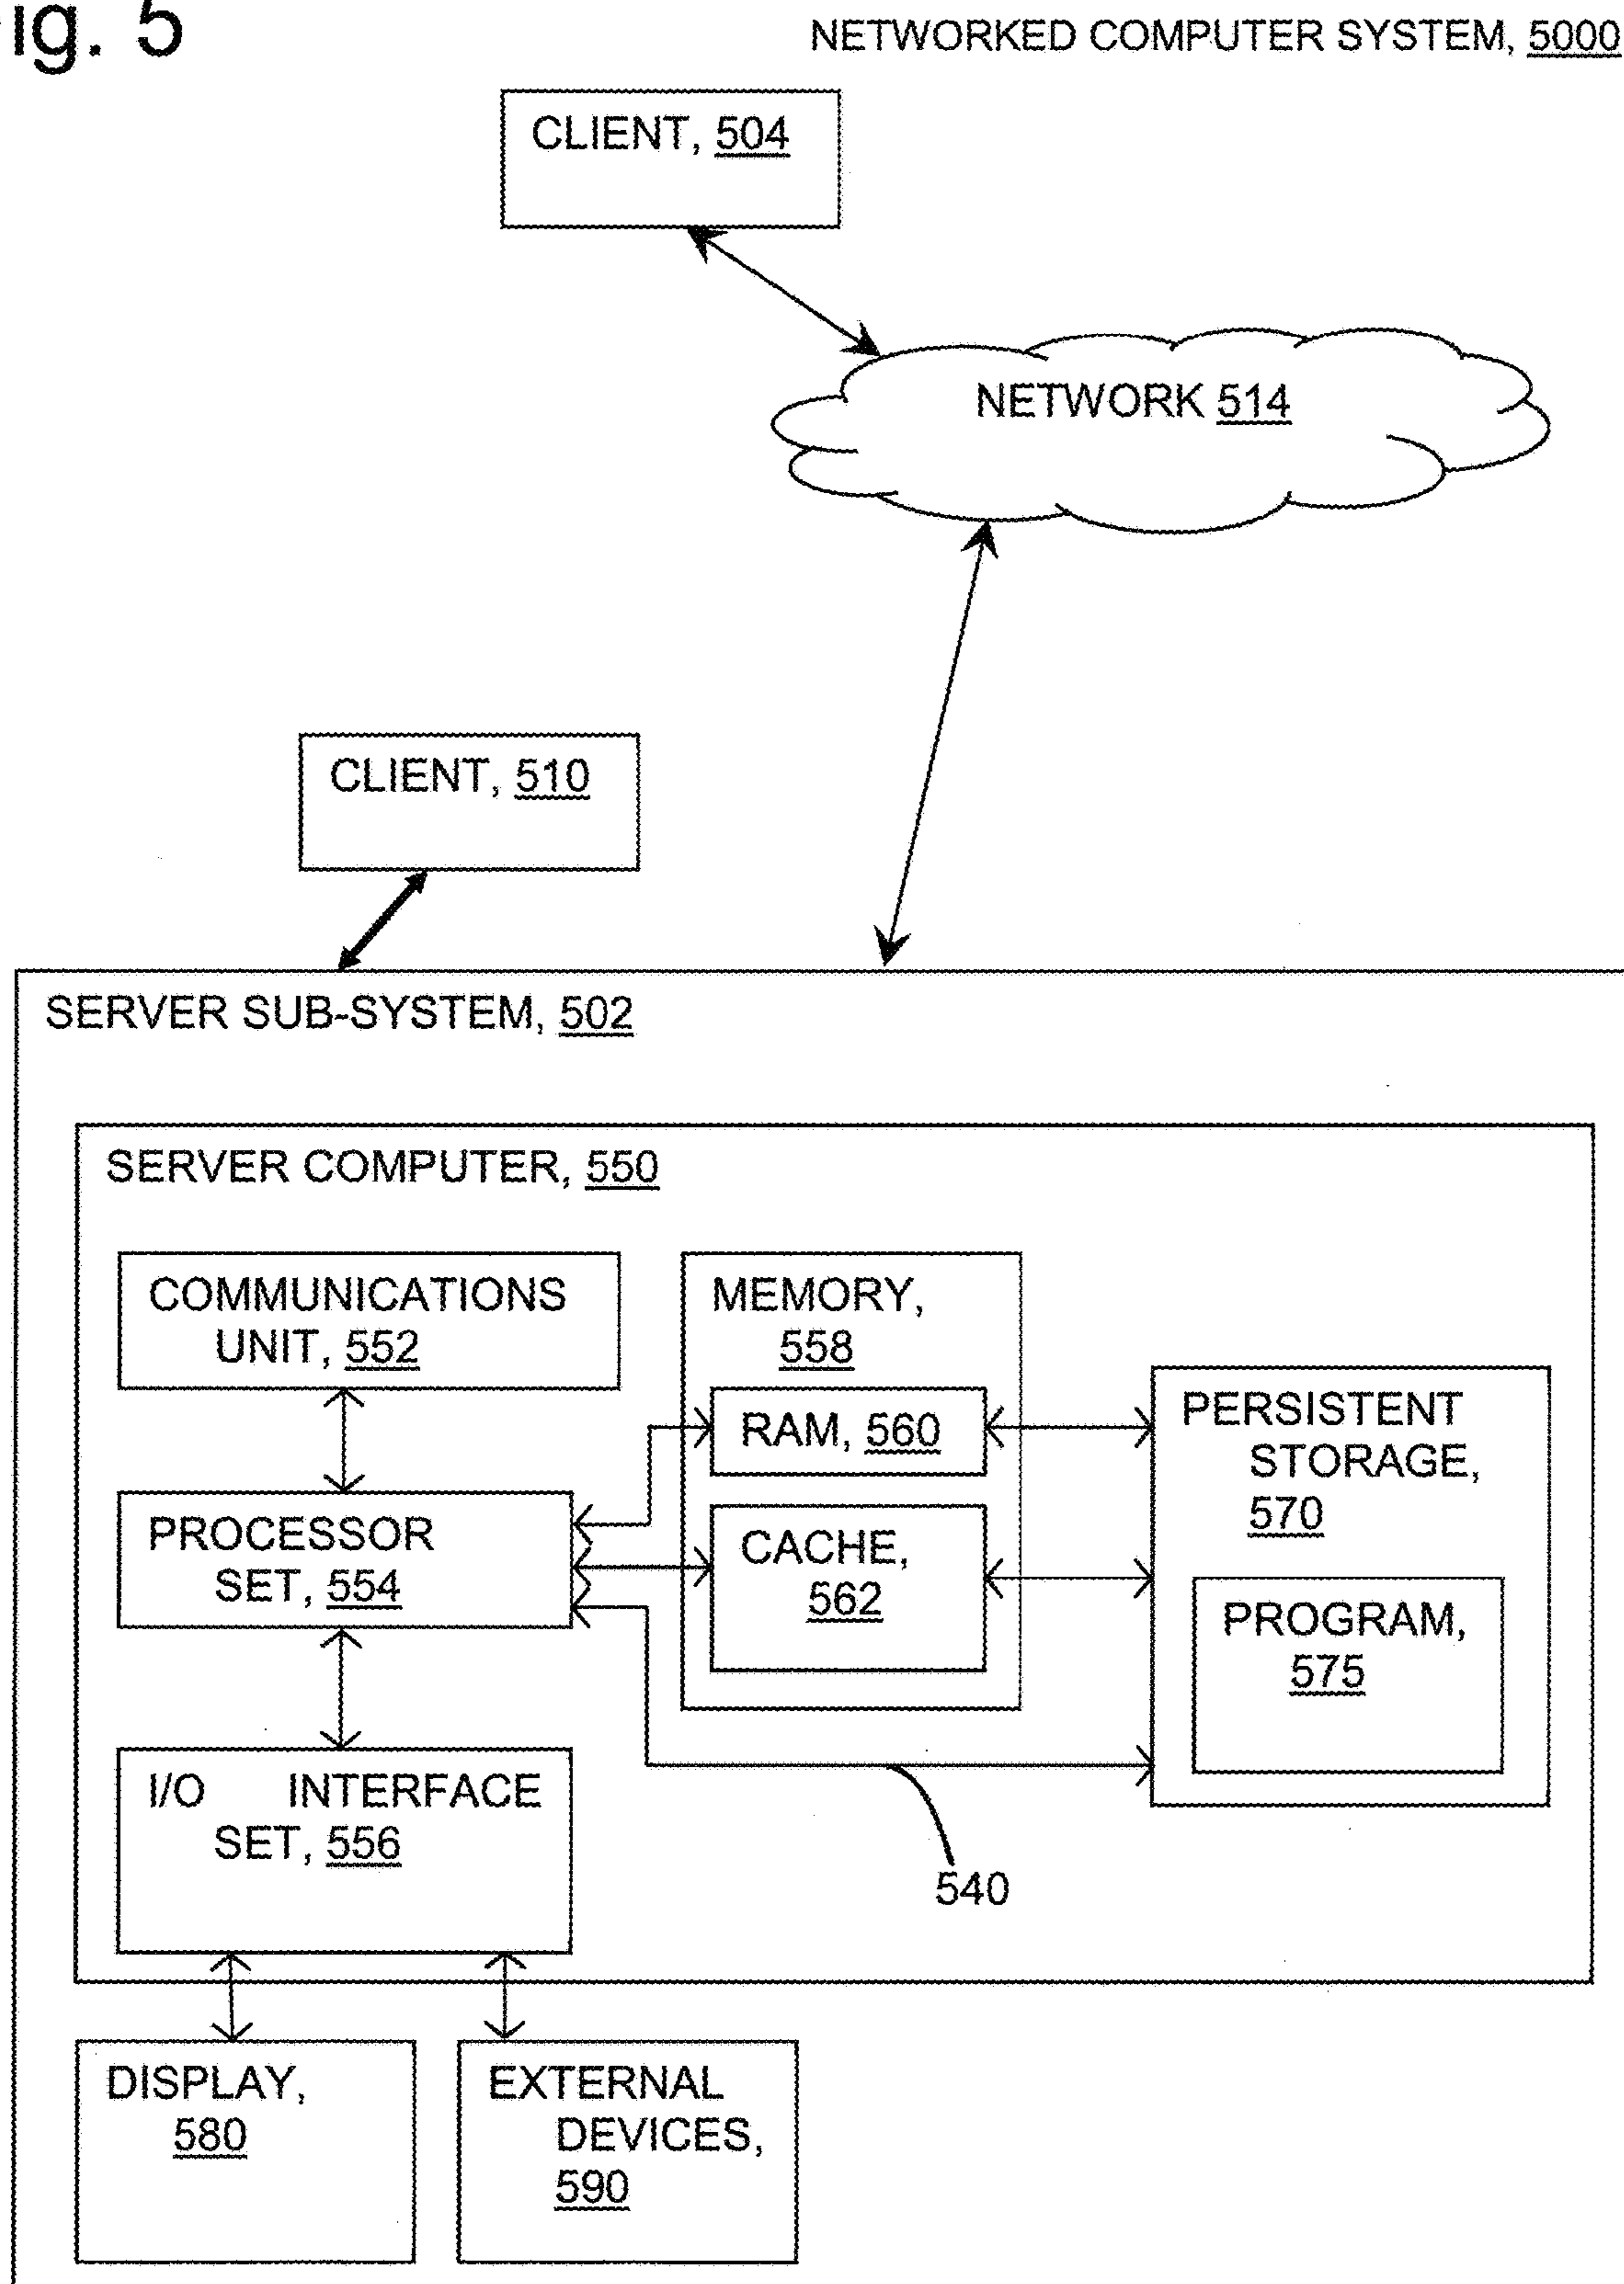 ig. 5
NETWORKED COMPUTER SYSTEM, 5000
CLIENT, 504
NETWORK 514
CLIENT, 510
SERVER SUB-SYSTEM, 502
SERVER COMPUTER, 550
COMMUNICATIONS
UNIT, 552
MEMORY,
558
RAM, 560
PERSISTENT
STORAGE,
570
PROCESSOR
SET, 554
CACHE,
562
PROGRAM,
575
I/O INTERFACE
SET, 556
540
DISPLAY,
580
EXTERNAL
DEVICES,
590